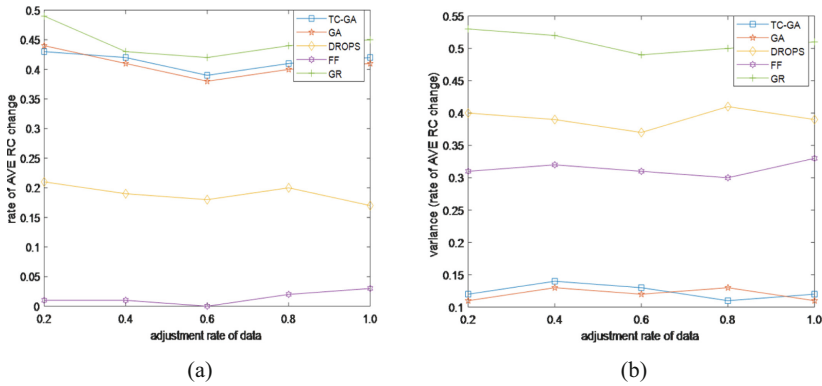 0.5
0.45
0.4
0.35
0.3
0.25
0.2
0.15
0.1
0.05
0
rate of AVE RC change
TC-GA
GA
DROPS
FF
GR
0.2
0.4
0.6
0.8
1.0
adjustment rate of data
(a)
0.55
0.5
0.45
0.4
0.35
0.3
0.25
0.2
0.15
0.1
variance (rate of AVE RC change)
TC-GA
GA
DROPS
FF
GR
0.2
0.4
0.6
0.8
1.0
adjustment rate of data
(b)